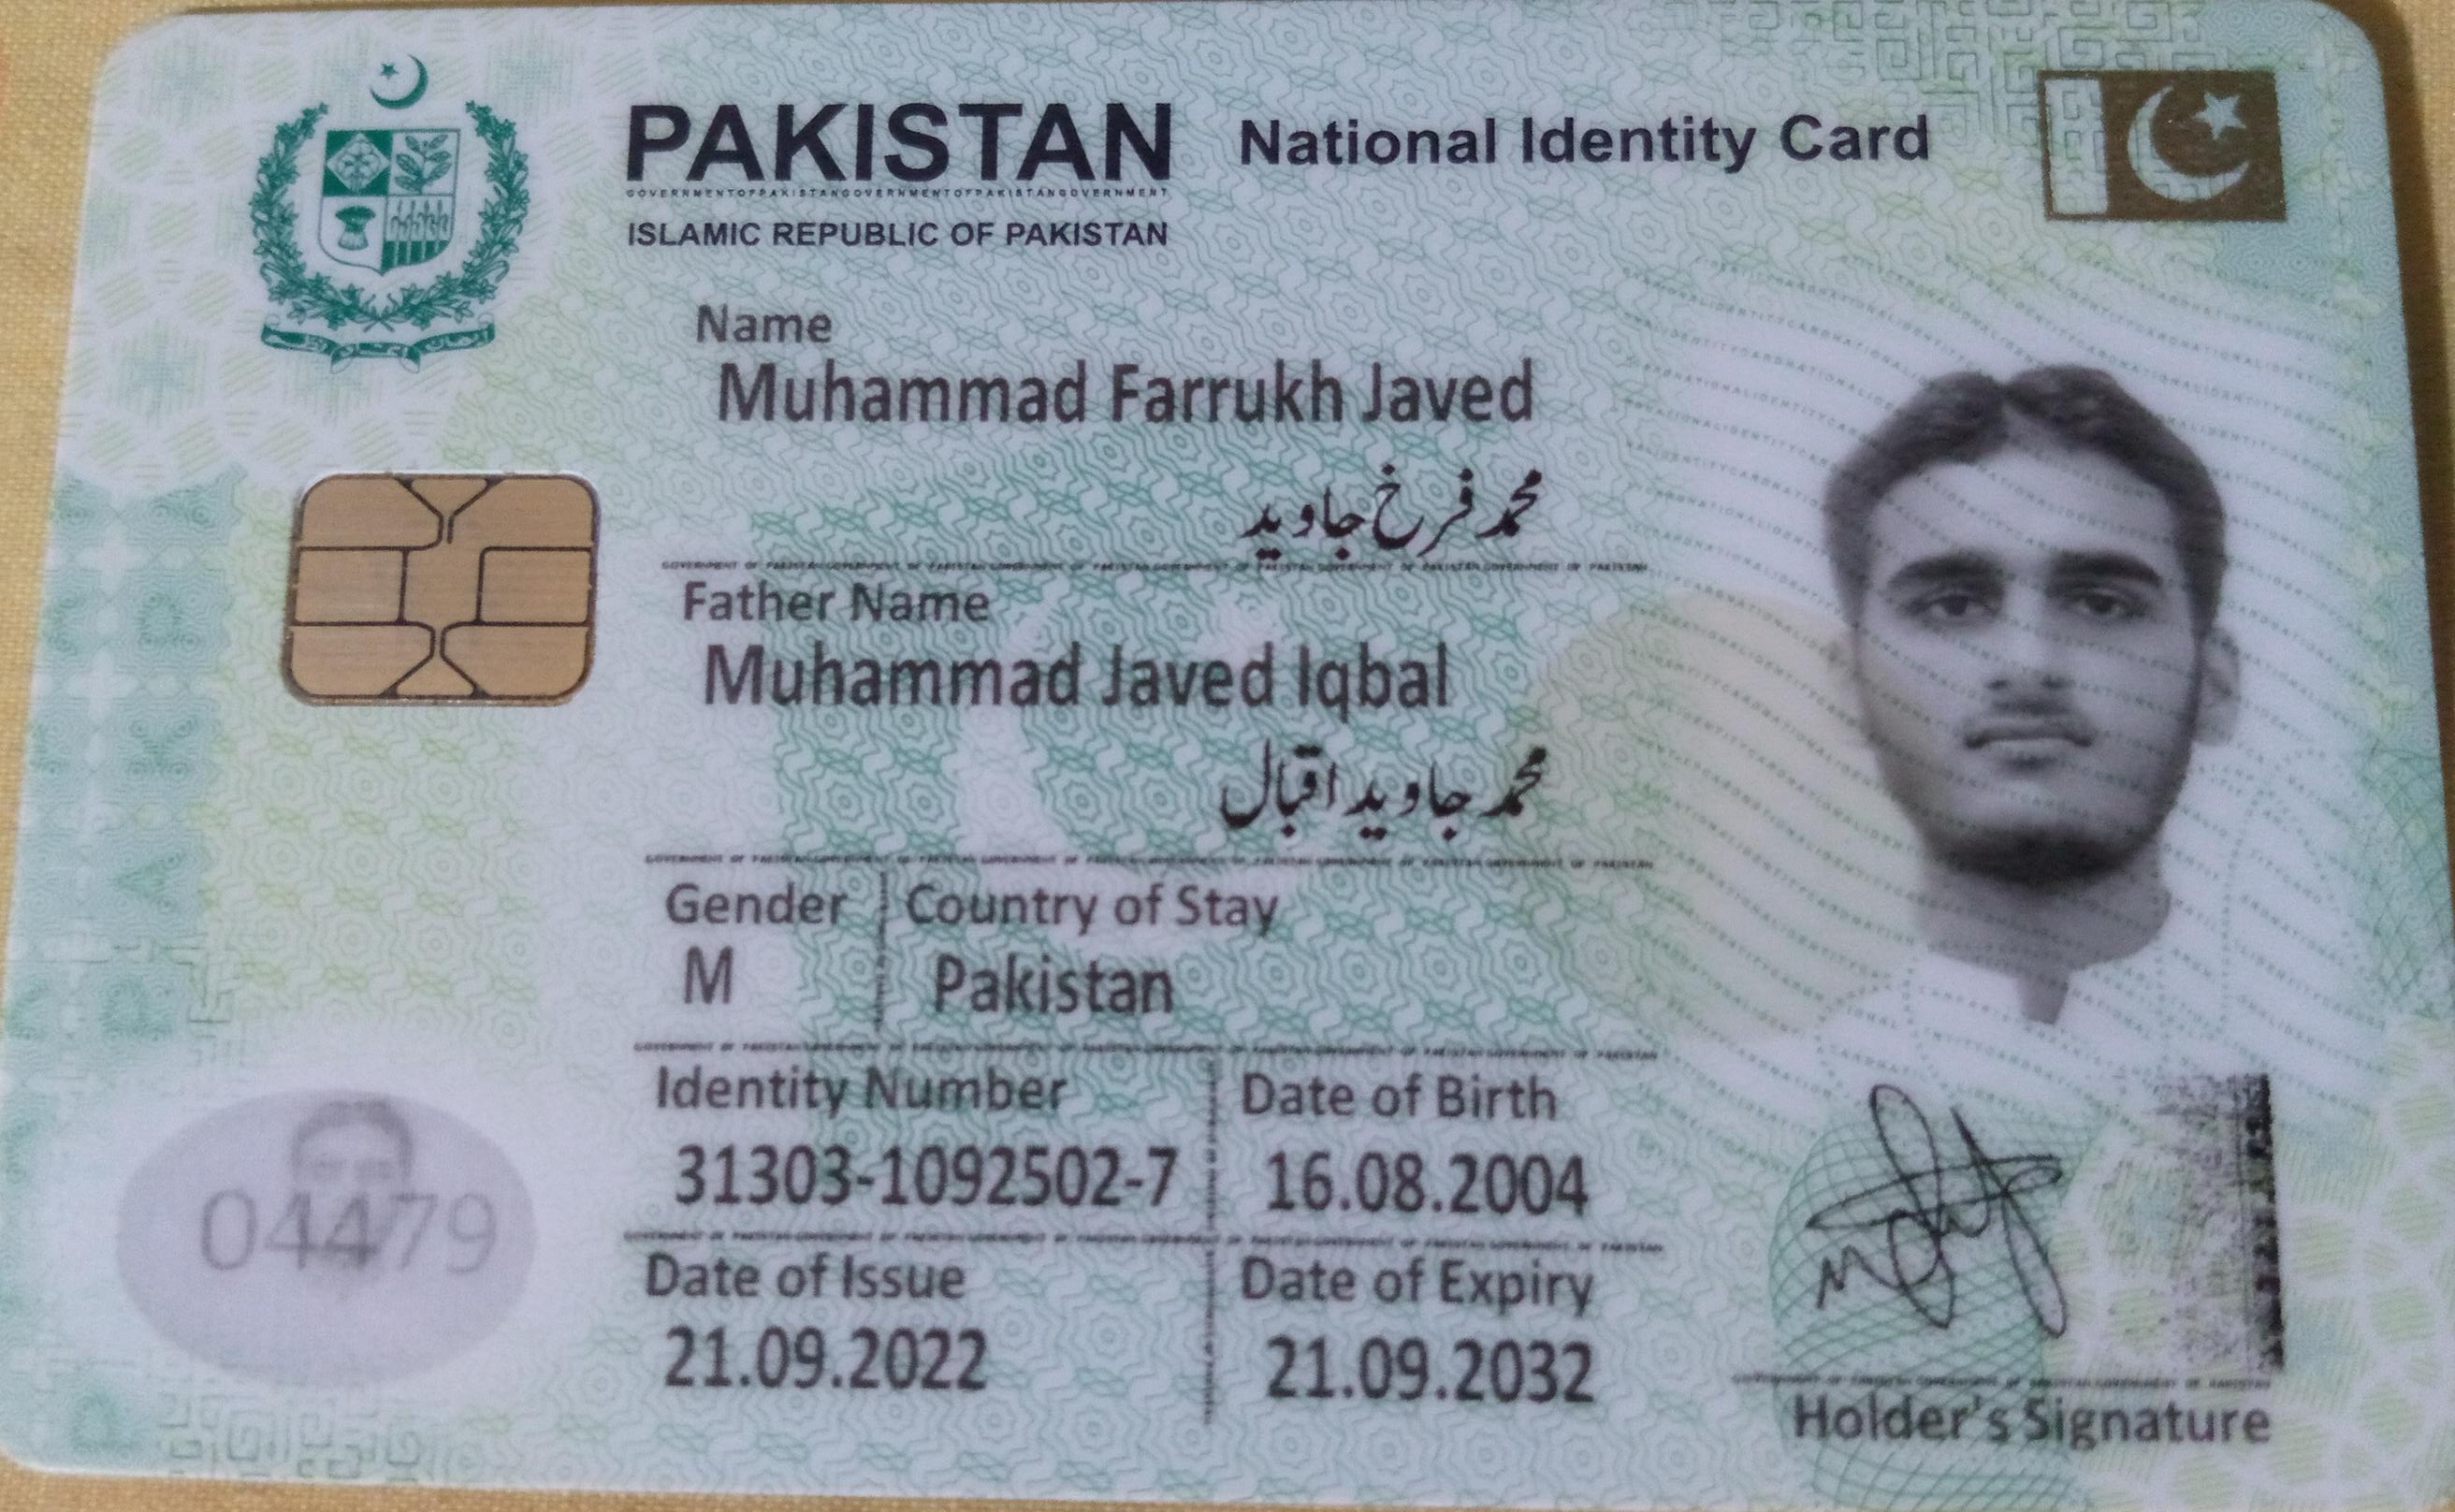 PAKISTAN National Identity Card
ISLAMIC REPUBLIC OF PAKISTAN
Name
Muhammad Farrukh Javed
محمد فرخ جاوید
Father Name
Muhammad Javed Iqbal
محمد جاوید اقبال
Gender Country of Stay
M Pakistan
Identity Number Date of Birth
31303-1092502-7 16.08.2004
04479
Date of Issue Date of Expiry
21.09.2022 21.09.2032
Holder's Signature